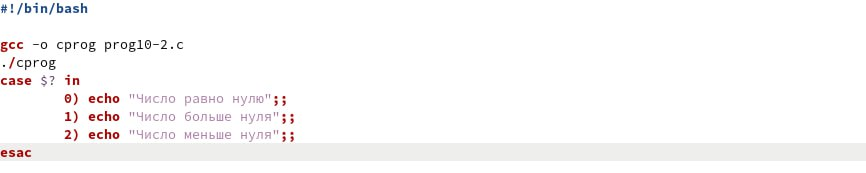 #!/bin/bash
gcc -o cprog prog10-2.c
./cprog
case $? in
0) echo "Число равно нулю";;
1) echo "Число больше нуля";;
2) echo "Число меньше нуля";;
esac